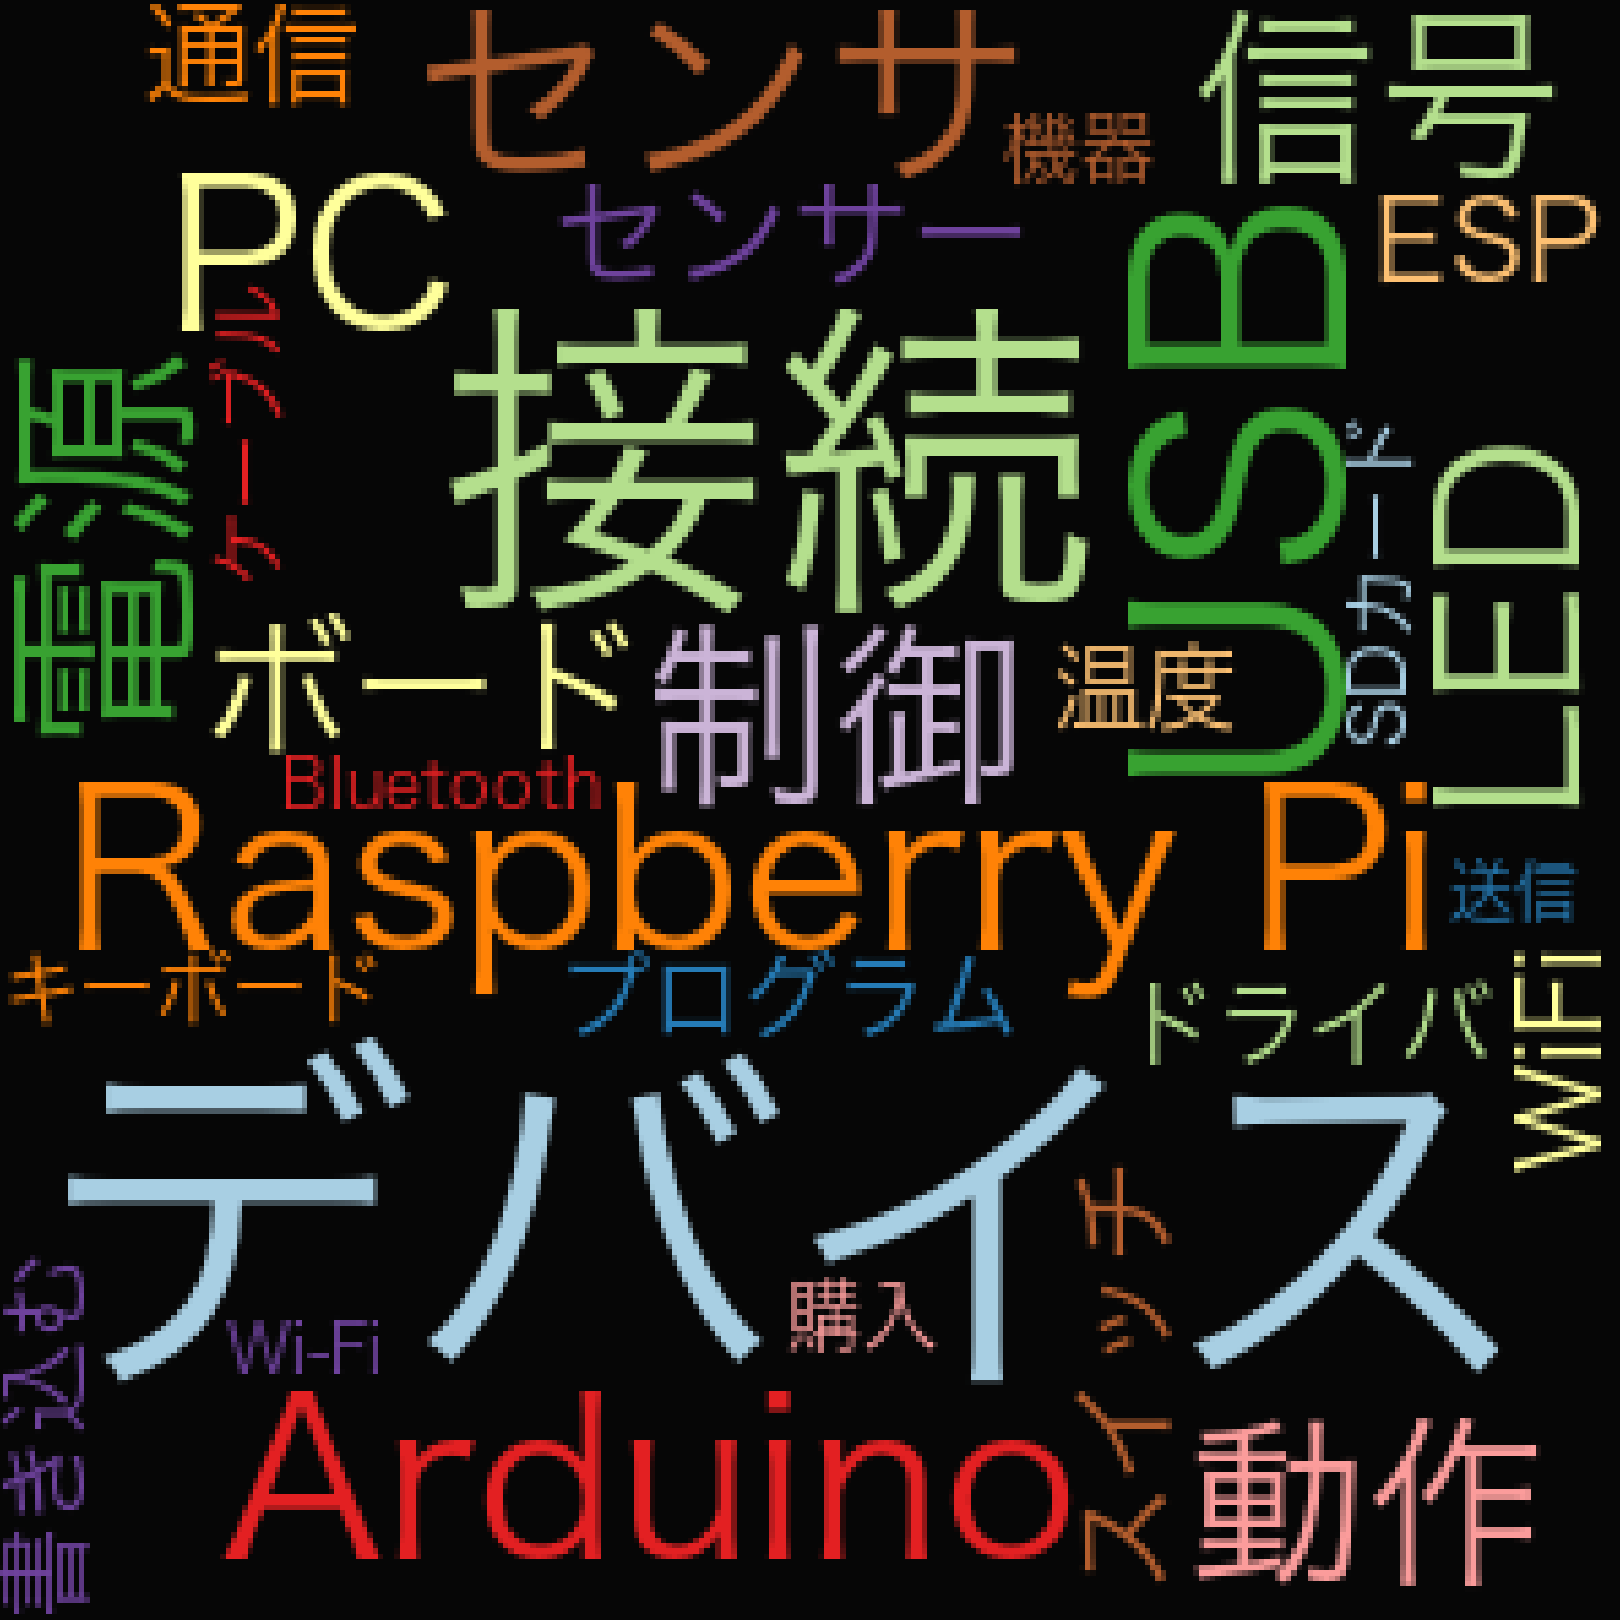 通信
センサ
信号
機器
PC
センサー
ESP
USB
ケーブル
接続
電源
SDカード
LED
ボード
制御
温度
Bluetooth
Raspberry Pi
送信
キーボード
プログラム
ドライバ
WiFi
デバイス
スイッチ
購入
書き込む
Wi-Fi
Arduino
動作